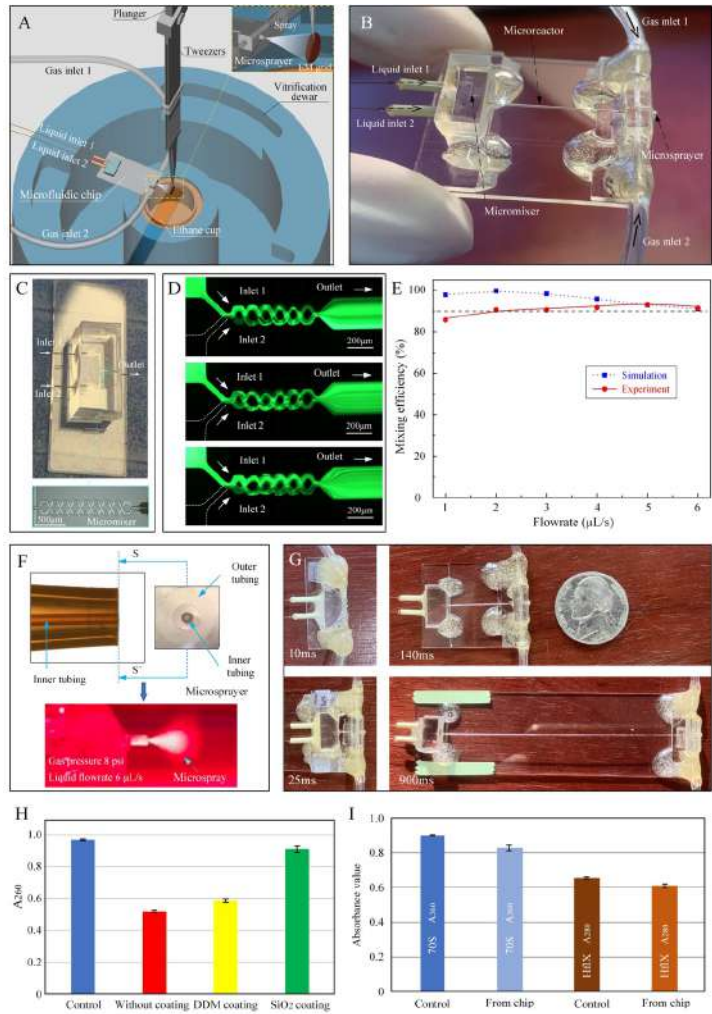 A
Plunger
Spray
Microsprayer
EM grid
Tweezers
Gas inlet 1
Vitrification
dewar
Liquid inlet 1
Liquid inlet 2
Microfluidic chip
Gas inlet 2
Ethane cup
B
Gas inlet 1
Microreactor
Liquid inlet 1
Liquid inlet 2
Microsprayer
Micromixer
Gas inlet 2
C
Inlet 1
Outlet
Inlet 2
500μm
Micromixer
D
Inlet 1
Outlet
Inlet 2
200μm
Inlet 1
Outlet
Inlet 2
200μm
Inlet 1
Outlet
Inlet 2
200μm
E
Mixing efficiency (%)
100
80
60
40
20
0
Simulation
Experiment
1 2 3 4 5 6
Flowrate (μL/s)
F
S
Outer
tubing
Inner
tubing
Inner tubing
S'
Microsprayer
Gas pressure 8 psi
Liquid flowrate 6 μL/s
Microspray
G
10ms
140ms
25ms
900ms
H
A260
1.0
0.8
0.6
0.4
0.2
0
Control Without coating DDM coating SiO2 coating
I
Absorbance value
1.0
0.8
0.6
0.4
0.2
0
70S A260
70S A260
HflX A280
HflX A280
Control From chip Control From chip